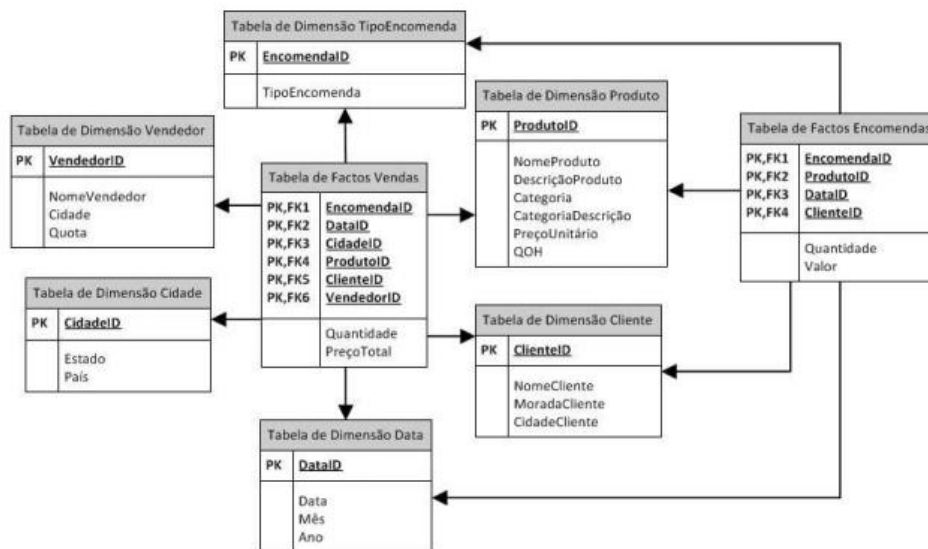 Tabela de Dimensão TipoEncomenda
PK EncomendaID
TipoEncomenda
Tabela de Dimensão Vendedor
PK VendedorID
NomeVendedor
Cidade
Quota
Tabela de Dimensão Cidade
PK CidadeID
Estado
País
Tabela de Factos Vendas
PK,FK1 EncomendaID
PK,FK2 DataID
PK,FK3 CidadeID
PK,FK4 ProdutoID
PK,FK5 ClienteID
PK,FK6 VendedorID
Quantidade
PreçoTotal
Tabela de Dimensão Data
PK DataID
Data
Mês
Ano
Tabela de Dimensão Produto
PK ProdutoID
NomeProduto
DescriçãoProduto
Categoria
CategoriaDescrição
PreçoUnitário
QOH
Tabela de Dimensão Cliente
PK ClienteID
NomeCliente
MoradaCliente
CidadeCliente
Tabela de Factos Encomendas
PK,FK1 EncomendaID
PK,FK2 ProdutoID
PK,FK3 DataID
PK,FK4 ClienteID
Quantidade
Valor